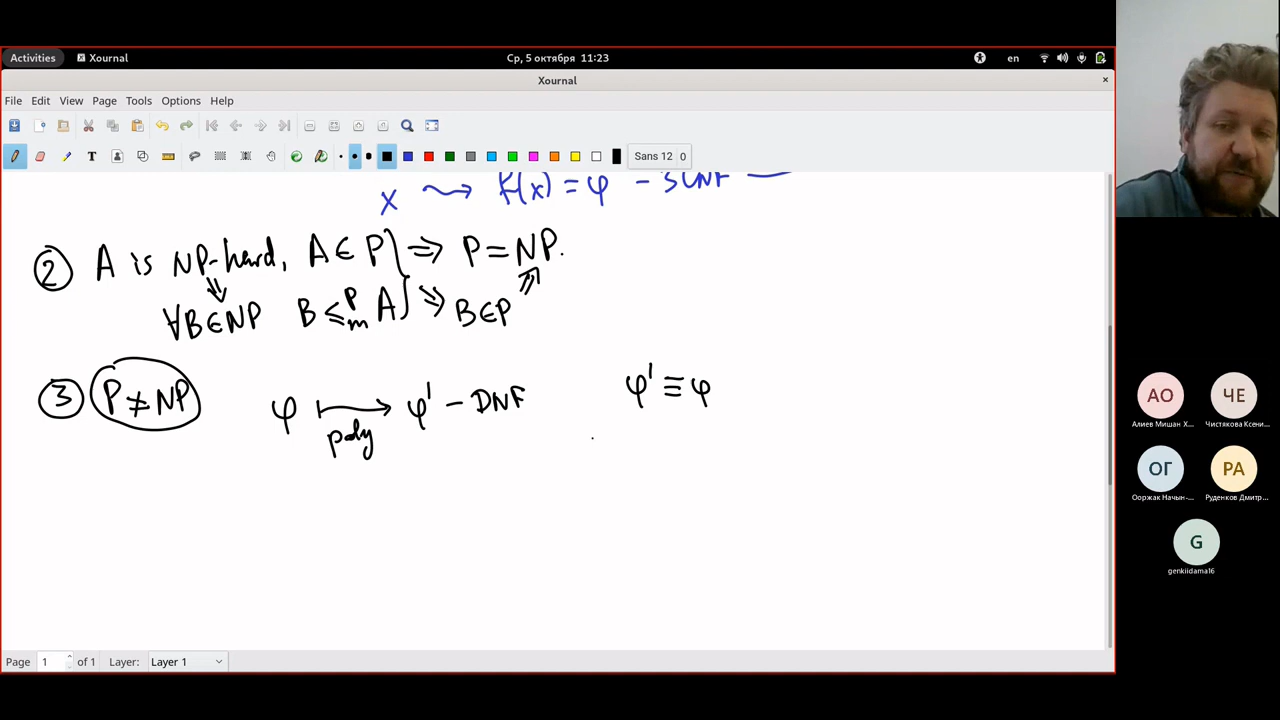 Activities Xournal Ср, 5 октября 11:23 en
Xournal
File Edit View Page Tools Options Help
Sans 12 0
x ⇝ f(x) = φ - 3CNF
② A is NP-hard, A ∈ P } ⇒ P = NP.
∀B∈NP B ≤ᵖₘ A } ⇒ B∈P
③ P ≠ NP φ ↦ φ' - DNF φ' ≡ φ
poly
Page 1 of 1 Layer: Layer 1
АО ЧЕ
Алиев Мишан Х... Чистякова Ксени...
ОГ РА
Ооржак Начын-... Руденков Дмитр...
G
genkiidama16